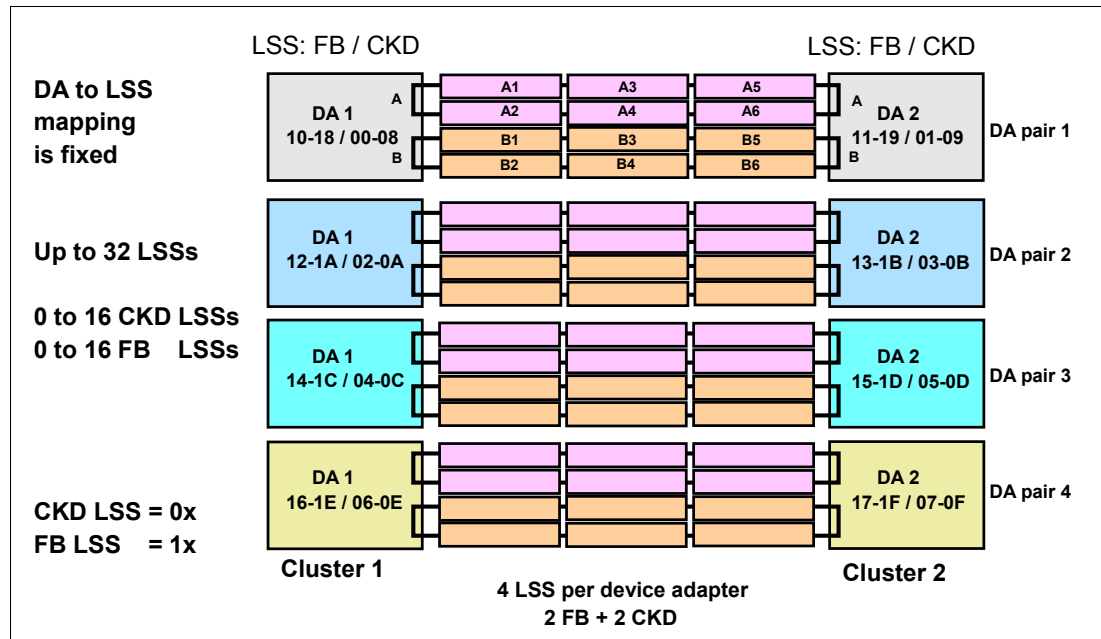 LSS: FB / CKD
LSS: FB / CKD
DA to LSS
mapping
is fixed
Up to 32 LSSs
0 to 16 CKD LSSs
0 to 16 FB LSSs
CKD LSS = 0x
FB LSS = 1x
DA 1
10-18 / 00-08
A
B
A1
A3
A5
A2
A4
A6
B1
B3
B5
B2
B4
B6
A
B
DA 2
11-19 / 01-09
DA pair 1
DA 1
12-1A / 02-0A
DA 2
13-1B / 03-0B
DA pair 2
DA 1
14-1C / 04-0C
DA 2
15-1D / 05-0D
DA pair 3
DA 1
16-1E / 06-0E
DA 2
17-1F / 07-0F
DA pair 4
Cluster 1
Cluster 2
4 LSS per device adapter
2 FB + 2 CKD